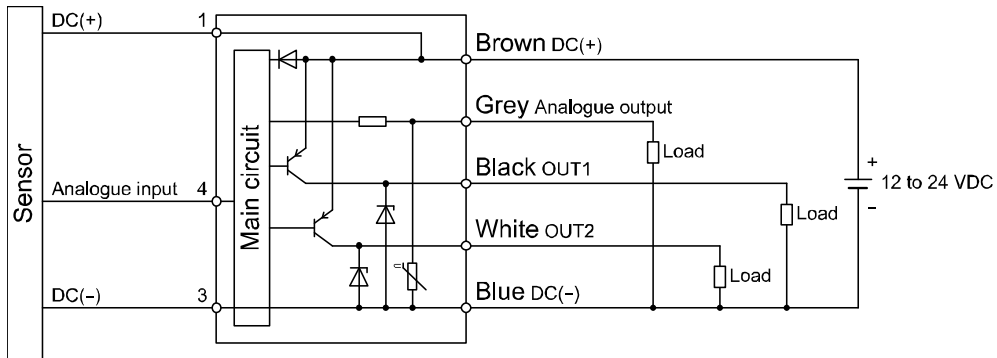 Sensor
DC(+)
1
Analogue input
4
DC(−)
3
Main circuit
Brown DC(+)
Grey Analogue output
Black OUT1
White OUT2
Blue DC(−)
Load
Load
Load
+
12 to 24 VDC
−